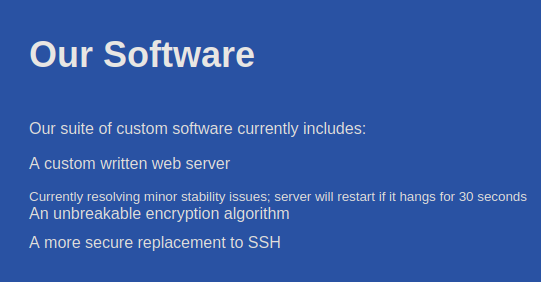 Our Software
Our suite of custom software currently includes:
A custom written web server
Currently resolving minor stability issues; server will restart if it hangs for 30 seconds
An unbreakable encryption algorithm
A more secure replacement to SSH